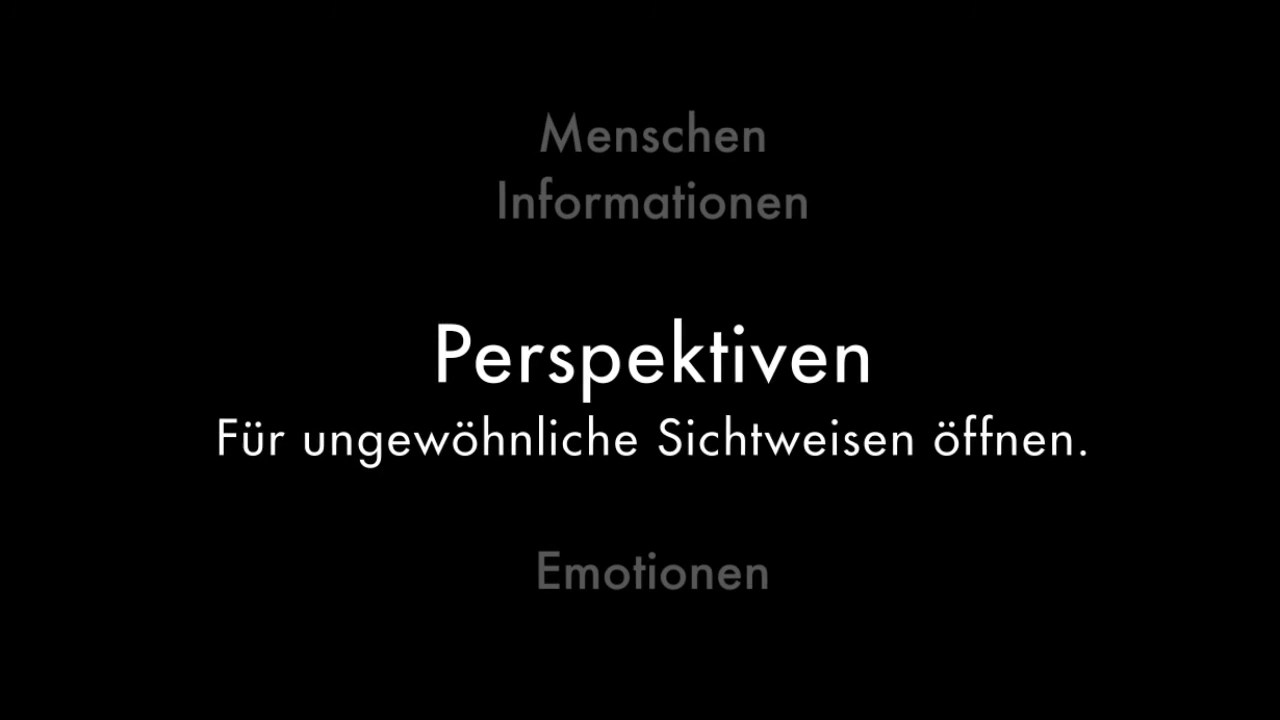 Menschen
Informationen
Perspektiven
Für ungewöhnliche Sichtweisen öffnen.
Emotionen